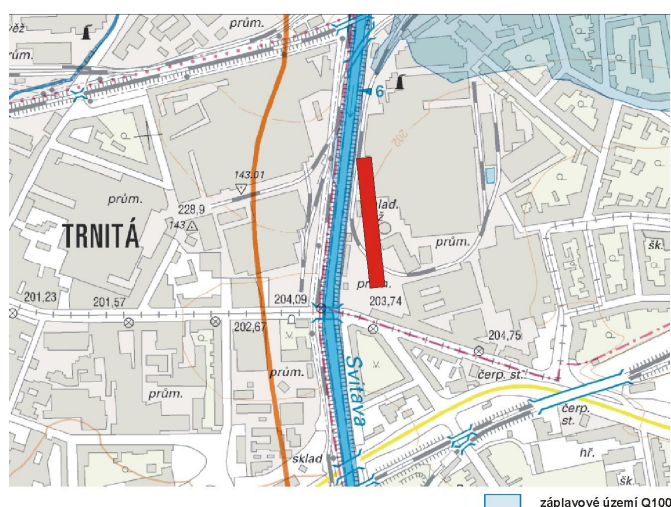 věž
prům.
prům.
6
202
143.01
prům.
228,9
143
TRNITÁ
prům.
prům.
201,23
201,57
204,09
203,74
202,67
204,75
šk.
Svitava
čerp. st.
prům.
prům.
čerp.
st.
hř.
sklad
šk.
záplavové území Q100